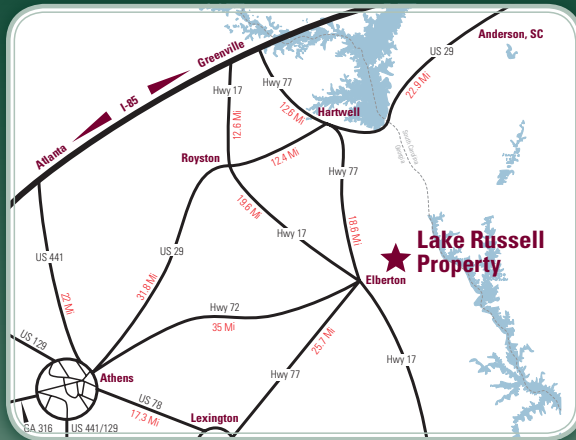 Anderson, SC
US 29
22.9 Mi
Greenville
I-85
Atlanta
Hwy 77
12.6 Mi
Hwy 17
12.6 Mi
Hartwell
South Carolina
Georgia
Royston
12.4 Mi
Hwy 77
18.6 Mi
19.6 Mi
Hwy 17
Lake Russell
Property
US 441
22 Mi
US 29
31.8 Mi
Elberton
Hwy 72
35 Mi
25.7 Mi
Hwy 77
Hwy 17
US 129
Athens
US 78
17.3 Mi
Lexington
GA 316
US 441/129